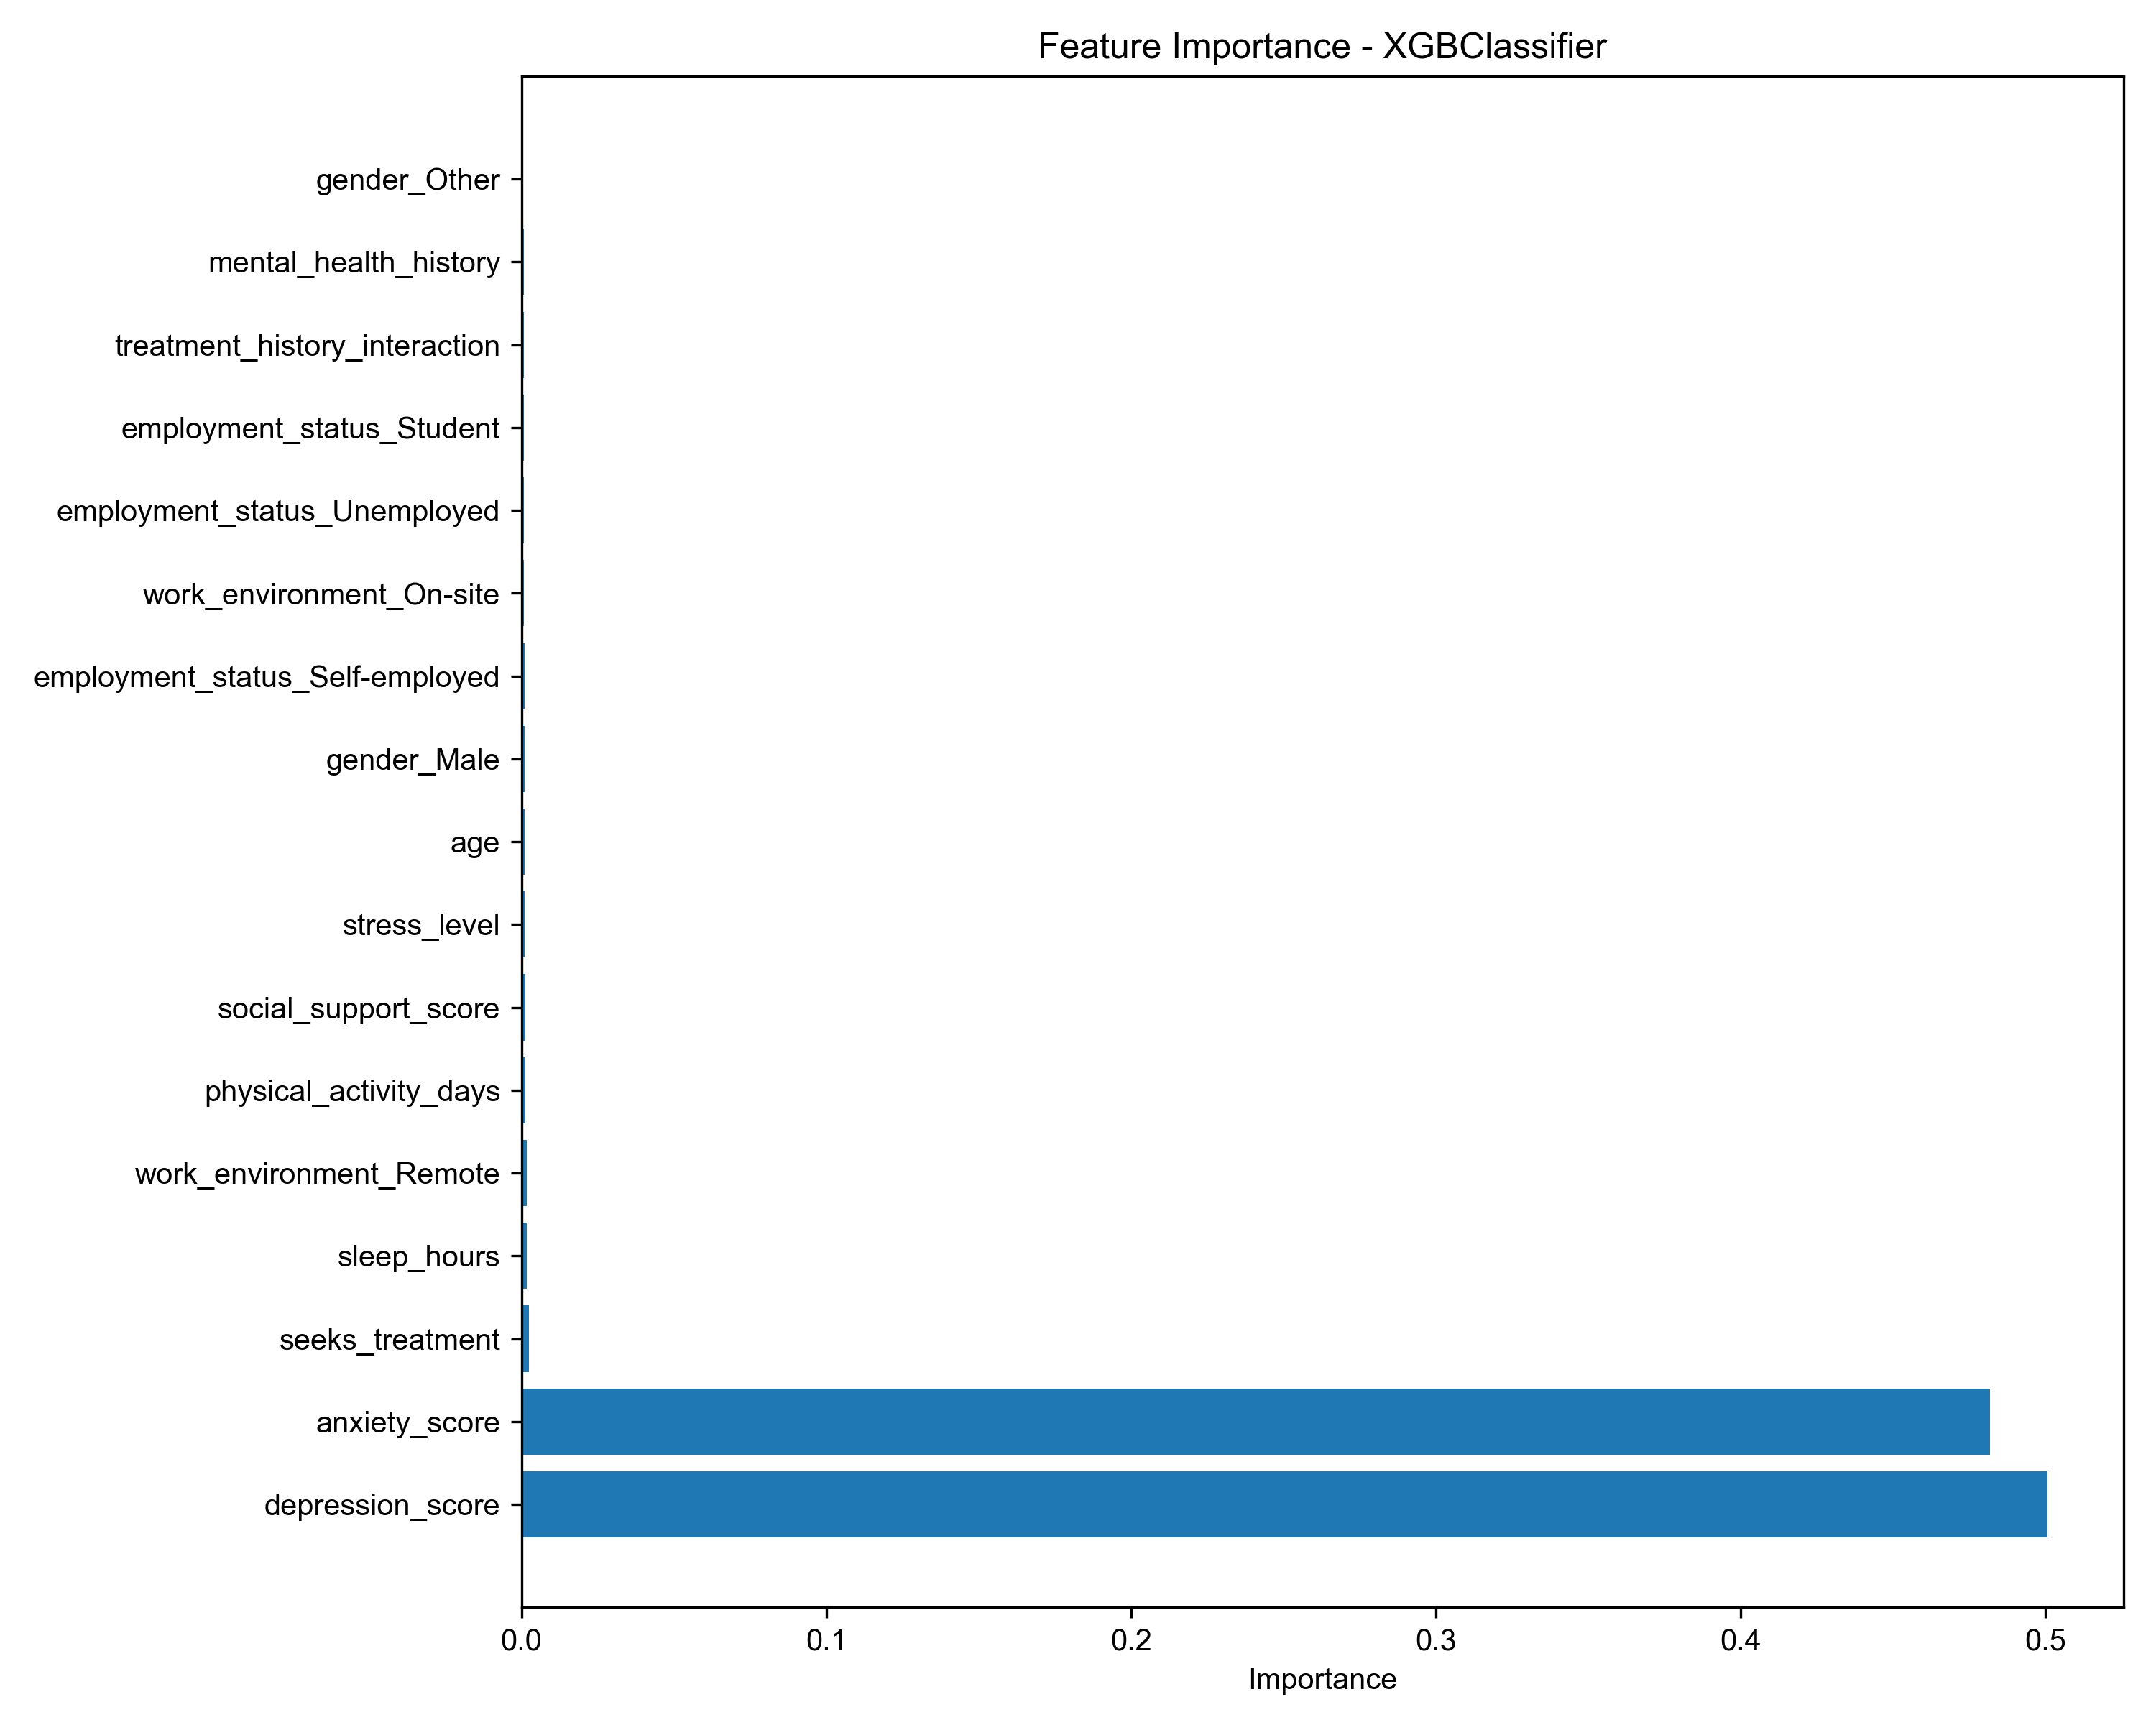 Feature Importance - XGBClassifier
gender_Other
mental_health_history
treatment_history_interaction
employment_status_Student
employment_status_Unemployed
work_environment_On-site
employment_status_Self-employed
gender_Male
age
stress_level
social_support_score
physical_activity_days
work_environment_Remote
sleep_hours
seeks_treatment
anxiety_score
depression_score
0.0 0.1 0.2 0.3 0.4 0.5
Importance